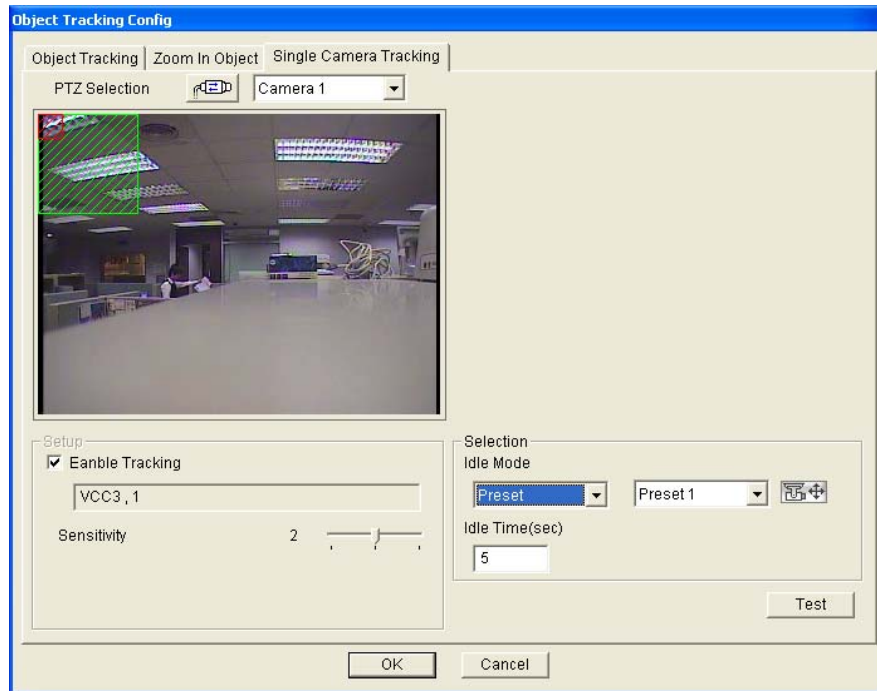 Object Tracking Config
Object Tracking Zoom In Object Single Camera Tracking
PTZ Selection Camera 1
Setup
Eanble Tracking
VCC3 , 1
Sensitivity 2
Selection
Idle Mode
Preset Preset 1
Idle Time(sec)
5
Test
OK Cancel